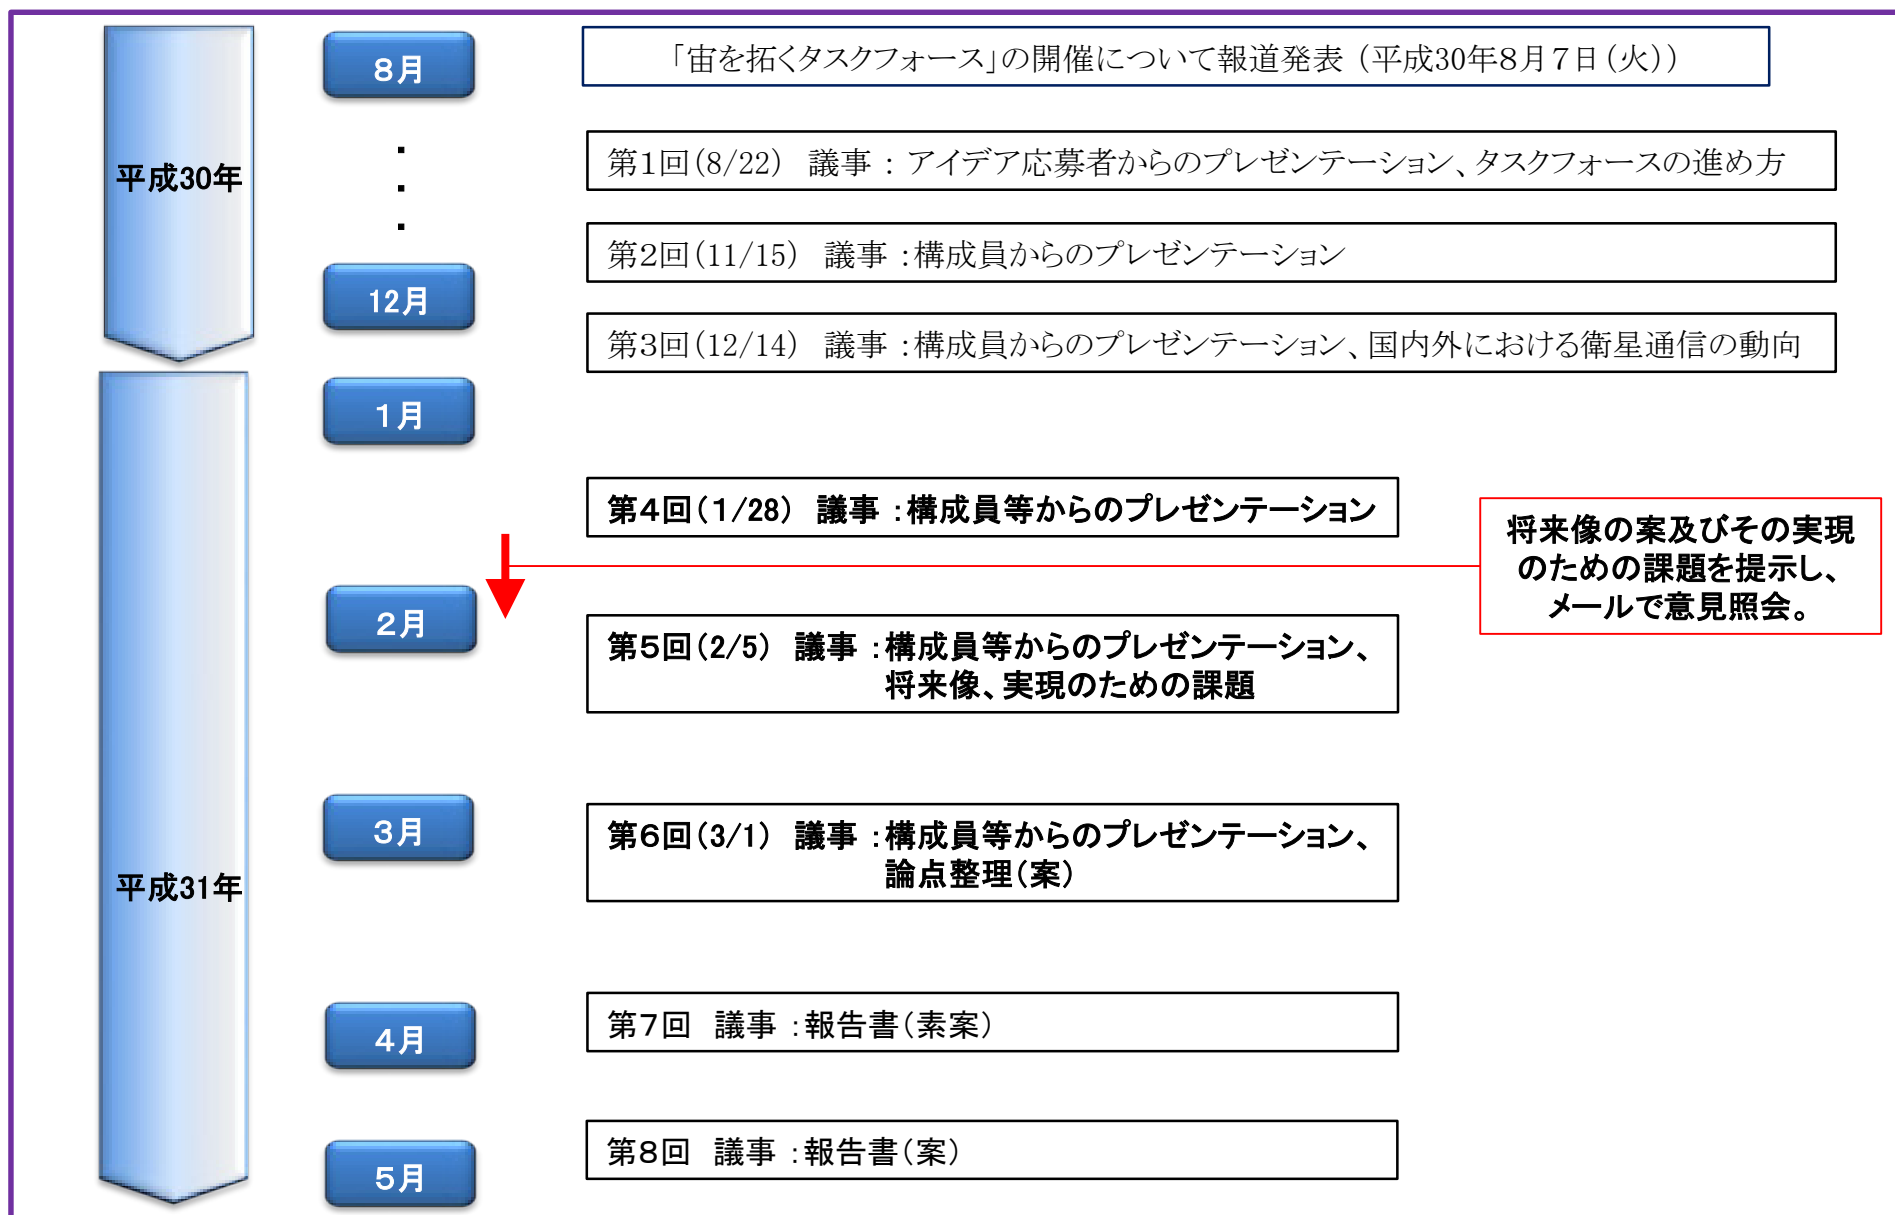 平成30年
8月
「宙を拓くタスクフォース」の開催について報道発表（平成30年８月７日（火））
・
・
・
第１回（8/22） 議事 ： アイデア応募者からのプレゼンテーション、タスクフォースの進め方
第２回（11/15） 議事 ：構成員からのプレゼンテーション
12月
第３回（12/14） 議事 ：構成員からのプレゼンテーション、国内外における衛星通信の動向
平成31年
１月
第４回（１/28） 議事 ：構成員等からのプレゼンテーション
将来像の案及びその実現
のための課題を提示し、
メールで意見照会。
２月
第５回（2/5） 議事 ：構成員等からのプレゼンテーション、
将来像、実現のための課題
３月
第６回（3/1） 議事 ：構成員等からのプレゼンテーション、
論点整理（案）
４月
第７回 議事 ：報告書（素案）
５月
第８回 議事 ：報告書（案）